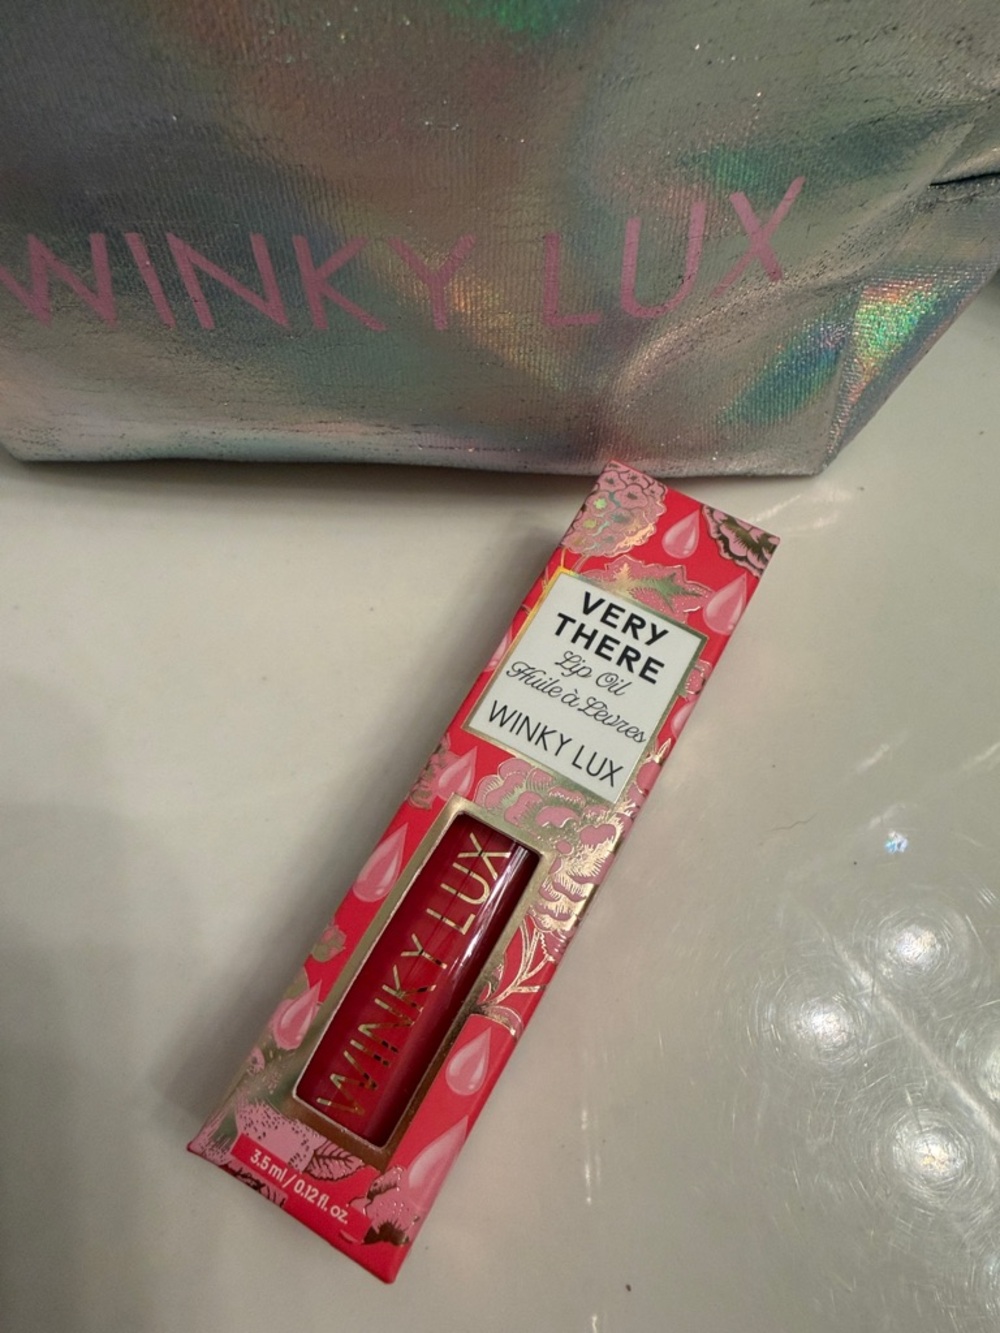 WINKY LUX
VERY
THERE
Lip Oil
Huile à Lèvres
WINKY LUX
WINKY LUX
3.5 ml / 0.12 fl. oz.